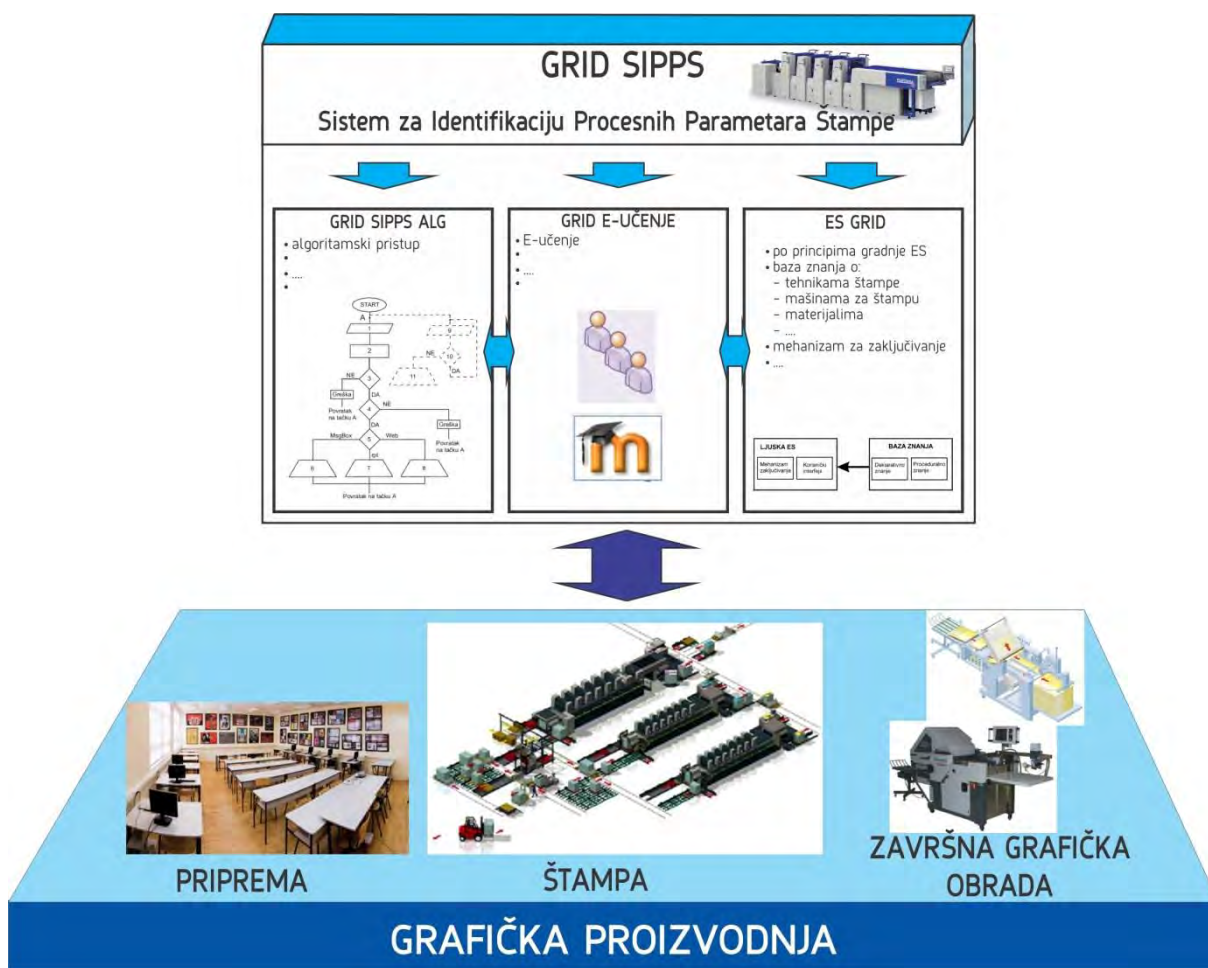 GRID SIPPS
Sistem za Identifikaciju Procesnih Parametara Štampe
GRID SIPPS ALG
• algoritamski pristup
•
• ....
•
START
A
1
2
3
NE
Greška
Povratak
na tačku A
DA
4
NE
Greška
Povratak
na tačku A
DA
5
MsgBox
Web
6
7
8
Povratak na tačku A
9
10
NE
DA
11
GRID E-UČENJE
• E-učenje
•
• ....
•
m
ES GRID
• po principima gradnje ES
• baza znanja o:
– tehnikama štampe
– mašinama za štampu
– materijalima
– ....
• mehanizam za zaključivanje
• ....
LJUSKA ES
Mehanizam
zaključivanja
BAZA ZNANJA
Deklarativno
znanje
Proceduralno
znanje
PRIPREMA
ŠTAMPA
ZAVRŠNA GRAFIČKA
OBRADA
GRAFIČKA PROIZVODNJA